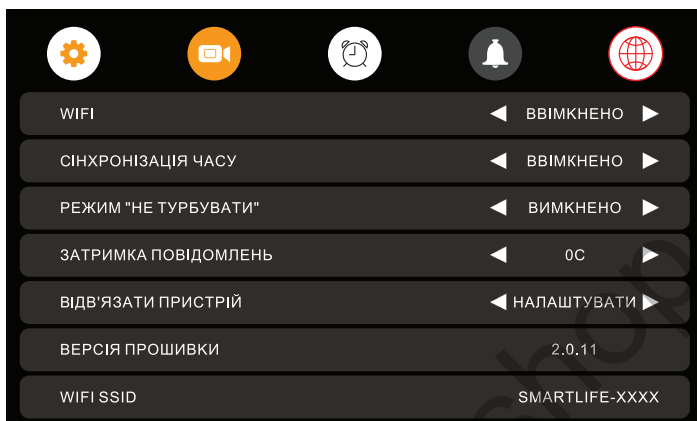 WIFI ВВІМКНЕНО
СІНХРОНІЗАЦІЯ ЧАСУ ВВІМКНЕНО
РЕЖИМ "НЕ ТУРБУВАТИ" ВИМКНЕНО
ЗАТРИМКА ПОВІДОМЛЕНЬ 0С
ВІДВ'ЯЗАТИ ПРИСТРІЙ НАЛАШТУВАТИ
ВЕРСІЯ ПРОШИВКИ 2.0.11
WIFI SSID SMARTLIFE-XXXX
shop